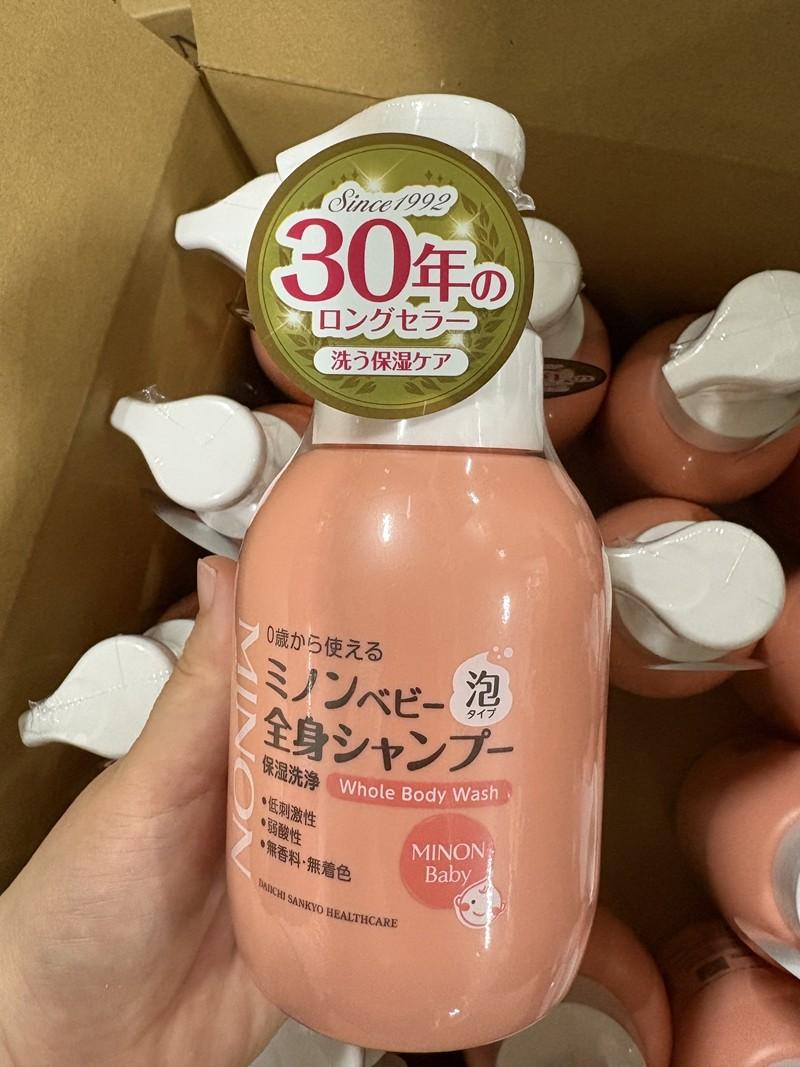 Since1992
30年の
ロングセラー
洗う保湿ケア
MINON
0歳から使える
ミノンベビー
泡
タイプ
全身シャンプー
保湿洗浄
Whole Body Wash
•低刺激性
•弱酸性
•無香料・無着色
MINON
Baby
DAIICHI SANKYO HEALTHCARE